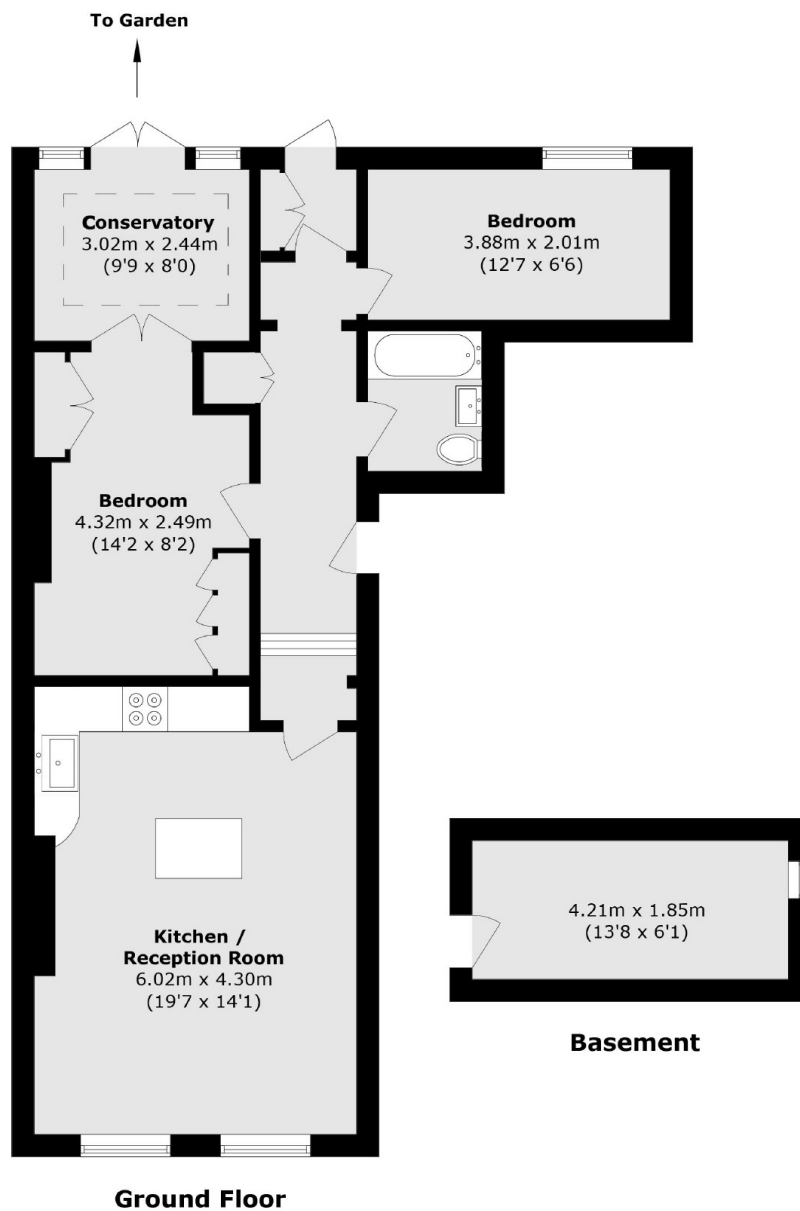 To Garden
Conservatory
3.02m x 2.44m
(9'9 x 8'0)
Bedroom
3.88m x 2.01m
(12'7 x 6'6)
Bedroom
4.32m x 2.49m
(14'2 x 8'2)
Kitchen /
Reception Room
6.02m x 4.30m
(19'7 x 14'1)
4.21m x 1.85m
(13'8 x 6'1)
Basement
Ground Floor